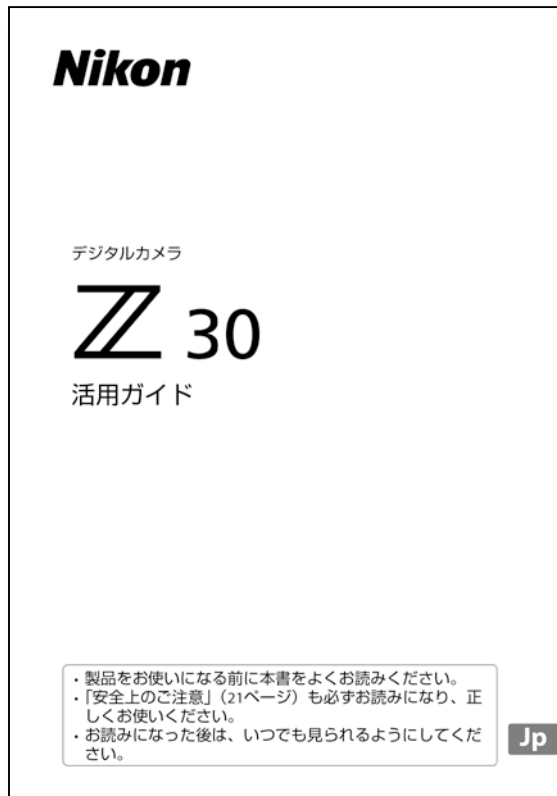 Nikon
デジタルカメラ
Z 30
活用ガイド
・製品をお使いになる前に本書をよくお読みください。
・「安全上のご注意」（21ページ）も必ずお読みになり、正
しくお使いください。
・お読みになった後は、いつでも見られるようにしてくだ
さい。
Jp